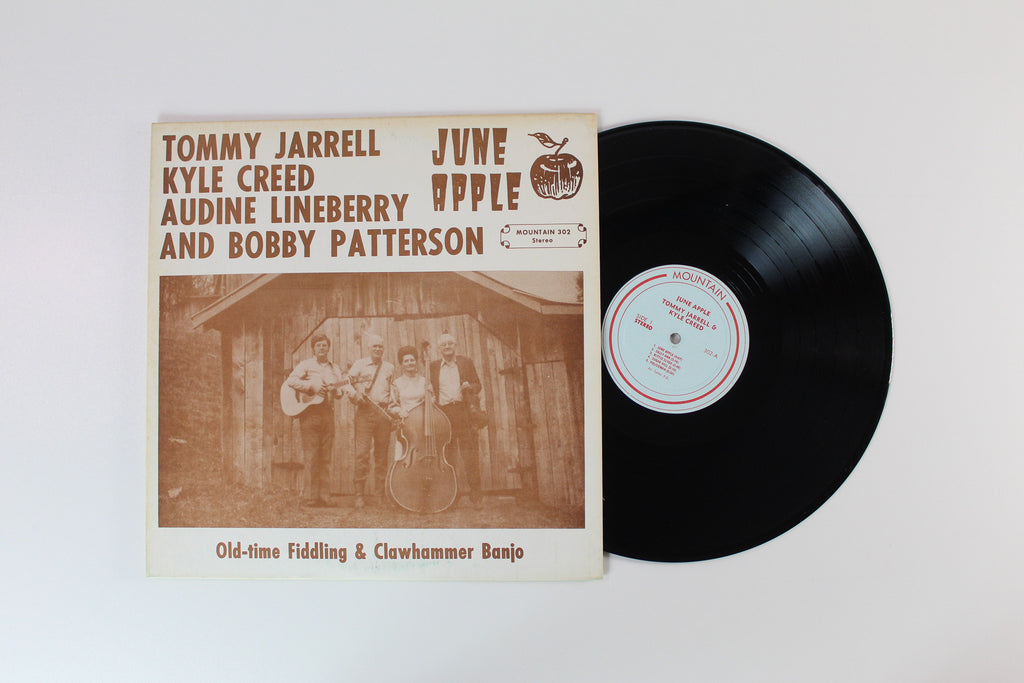 TOMMY JARRELL
KYLE CREED
AUDINE LINEBERRY
AND BOBBY PATTERSON
JUNE
APPLE
MOUNTAIN 302
Stereo
Old-time Fiddling & Clawhammer Banjo
MOUNTAIN
JUNE APPLE
TOMMY JARRELL &
KYLE CREED
SIDE 1
STEREO
302-A